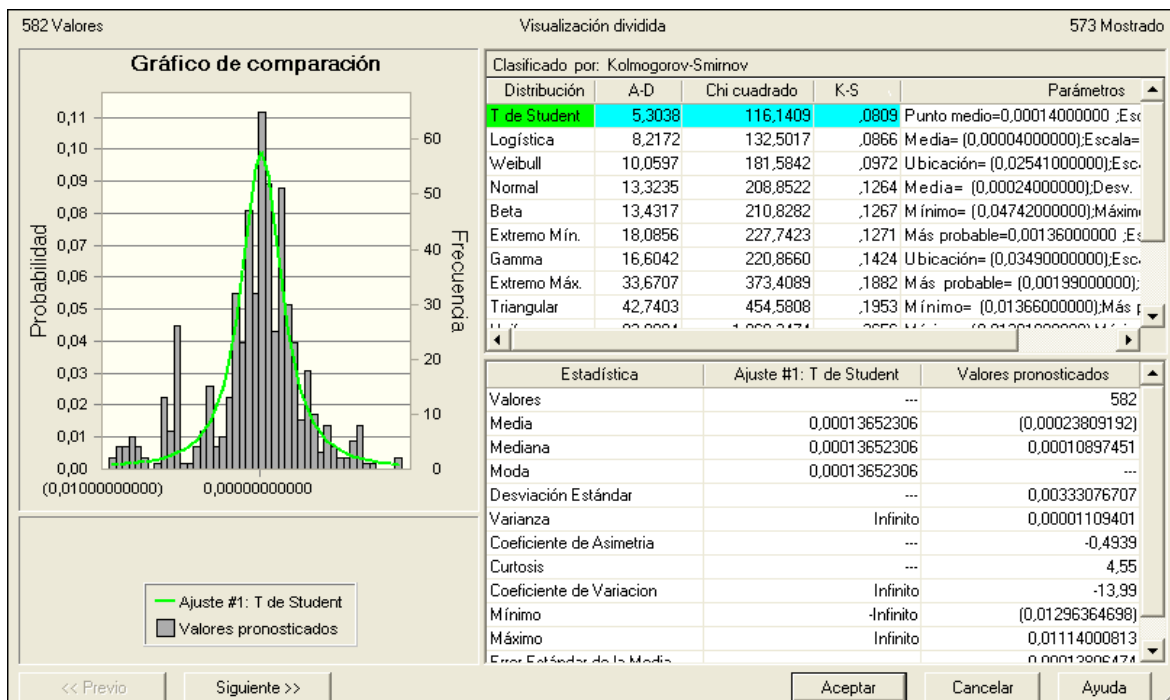 582 Valores Visualización dividida 573 Mostrado
Gráfico de comparación
Probabilidad
0,11
0,10
0,09
0,08
0,07
0,06
0,05
0,04
0,03
0,02
0,01
0,00
60
50
40
30
20
10
0
Frecuencia
(0,01000000000) 0,00000000000
Ajuste #1: T de Student
Valores pronosticados
Clasificado por: Kolmogorov-Smirnov
Distribución A-D Chi cuadrado K-S Parámetros
T de Student 5,3038 116,1409 ,0809 Punto medio=0,00014000000 ;Esc
Logística 8,2172 132,5017 ,0866 Media= (0,00004000000);Escala=
Weibull 10,0597 181,5842 ,0972 Ubicación= (0,02541000000);Esc
Normal 13,3235 208,8522 ,1264 Media= (0,00024000000);Desv.
Beta 13,4317 210,8282 ,1267 Mínimo= (0,04742000000);Máxim
Extremo Mín. 18,0856 227,7423 ,1271 Más probable=0,00136000000 ;Es
Gamma 16,6042 220,8660 ,1424 Ubicación= (0,03490000000);Esc
Extremo Máx. 33,6707 373,4089 ,1882 Más probable= (0,00199000000);
Triangular 42,7403 454,5808 ,1953 Mínimo= (0,01366000000);Más
Estadística Ajuste #1: T de Student Valores pronosticados
Valores --- 582
Media 0,00013652306 (0,00023809192)
Mediana 0,00013652306 0,00010897451
Moda 0,00013652306 ---
Desviación Estándar --- 0,00333076707
Varianza Infinito 0,00001109401
Coeficiente de Asimetria --- -0,4939
Curtosis --- 4,55
Coeficiente de Variacion Infinito -13,99
Mínimo -Infinito (0,01296364698)
Máximo Infinito 0,01114000813
Error Estándar de la Media 0,00013806474
<< Previo Siguiente >> Aceptar Cancelar Ayuda